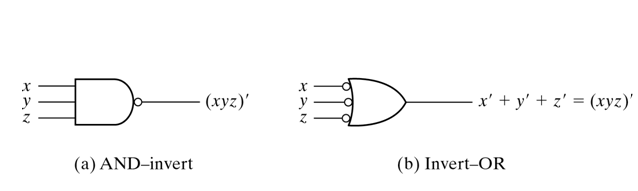 x
y
z
(xyz)′
(a) AND–invert
x
y
z
x′ + y′ + z′ = (xyz)′
(b) Invert–OR